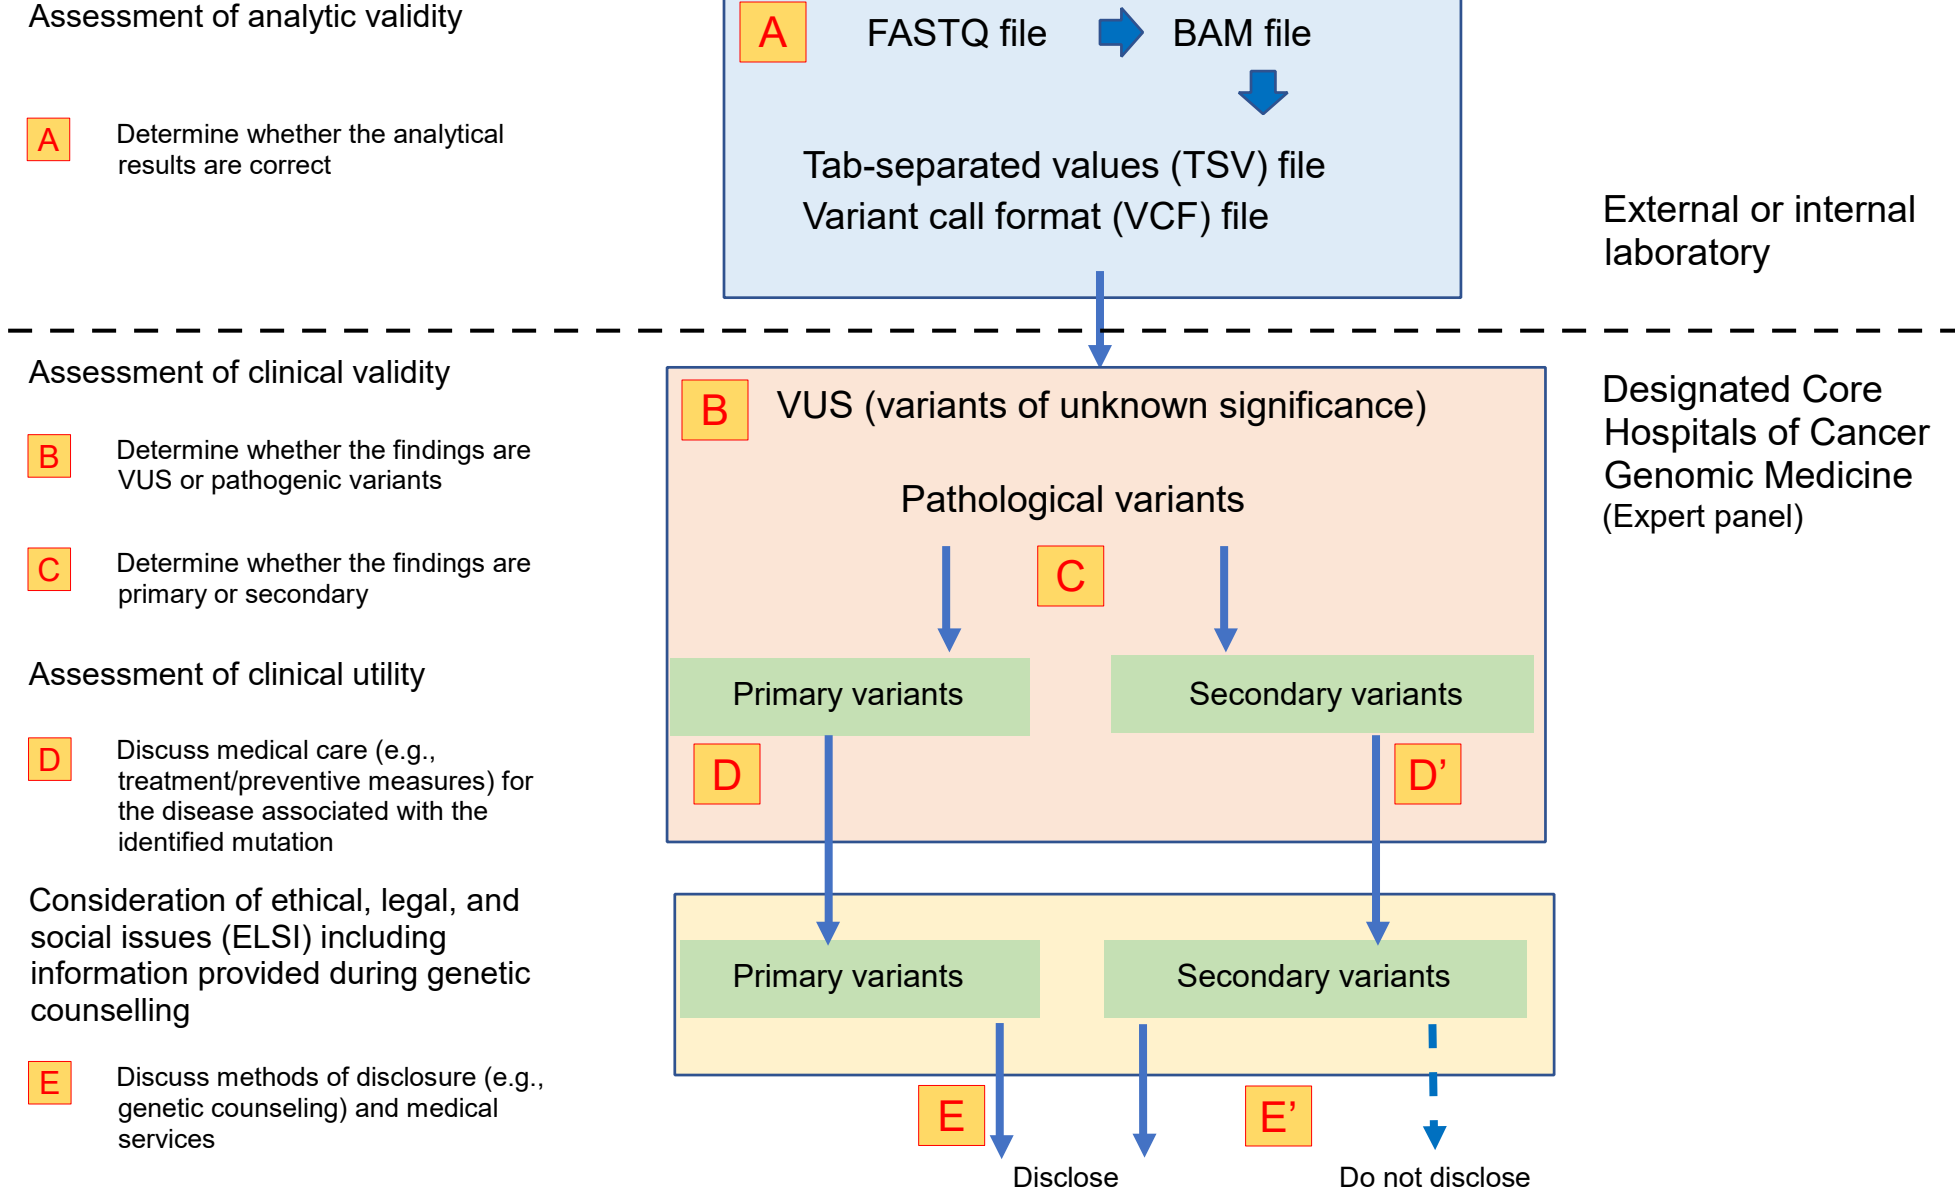 Assessment of analytic validity
A
Determine whether the analytical
results are correct
A
FASTQ file
BAM file
Tab-separated values (TSV) file
Variant call format (VCF) file
External or internal
laboratory
Assessment of clinical validity
B
Determine whether the findings are
VUS or pathogenic variants
C
Determine whether the findings are
primary or secondary
Assessment of clinical utility
D
Discuss medical care (e.g.,
treatment/preventive measures) for
the disease associated with the
identified mutation
Consideration of ethical, legal, and
social issues (ELSI) including
information provided during genetic
counselling
E
Discuss methods of disclosure (e.g.,
genetic counseling) and medical
services
B
VUS (variants of unknown significance)
Pathological variants
C
Primary variants
Secondary variants
D
D’
Primary variants
Secondary variants
E
E’
Disclose
Do not disclose
Designated Core
Hospitals of Cancer
Genomic Medicine
(Expert panel)